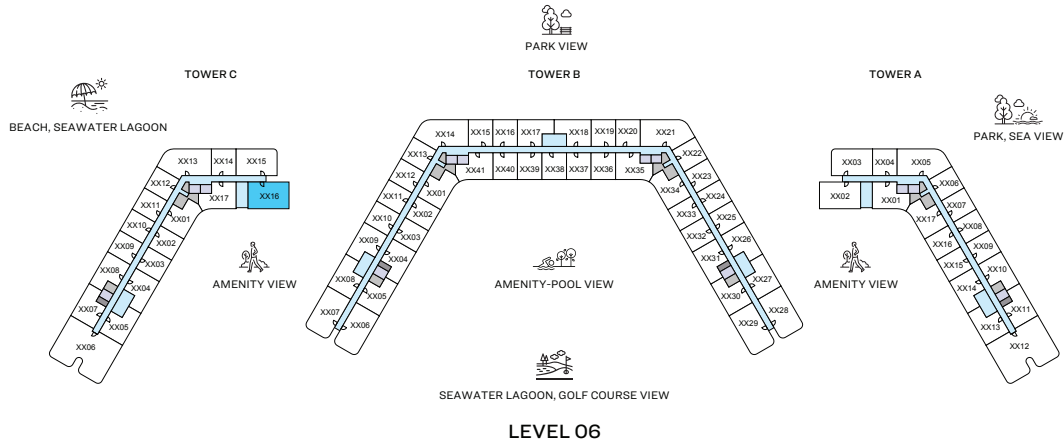 PARK VIEW
TOWER C
TOWER B
TOWER A
BEACH, SEAWATER LAGOON
PARK, SEA VIEW
XX13
XX14
XX15
XX12
XX16
XX11
XX01
XX17
XX10
XX02
XX09
XX03
XX08
XX04
XX07
XX05
XX06
XX14
XX15
XX16
XX17
XX18
XX19
XX20
XX21
XX13
XX41
XX40
XX39
XX38
XX37
XX36
XX35
XX22
XX12
XX01
XX34
XX23
XX11
XX02
XX33
XX24
XX10
XX03
XX32
XX25
XX09
XX04
XX31
XX26
XX08
XX05
XX30
XX27
XX07
XX06
XX29
XX28
XX03
XX04
XX05
XX02
XX01
XX06
XX17
XX07
XX16
XX08
XX15
XX09
XX14
XX10
XX13
XX11
XX12
AMENITY VIEW
AMENITY-POOL VIEW
AMENITY VIEW
SEAWATER LAGOON, GOLF COURSE VIEW
LEVEL 06